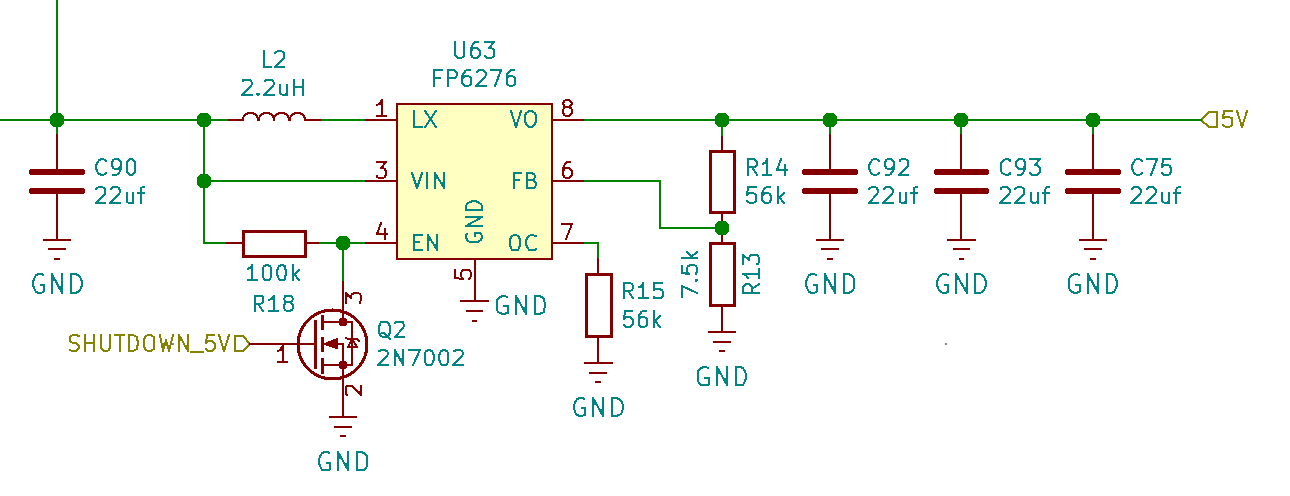 U63
FP6276
L2
2.2uH
1
LX
VO
8
5V
C90
22uf
GND
3
VIN
FB
6
4
EN
OC
7
GND
5
GND
100k
R18
R14
56k
7.5k
R13
GND
R15
56k
GND
C92
22uf
GND
C93
22uf
GND
C75
22uf
GND
SHUTDOWN_5V
1
3
2
Q2
2N7002
GND